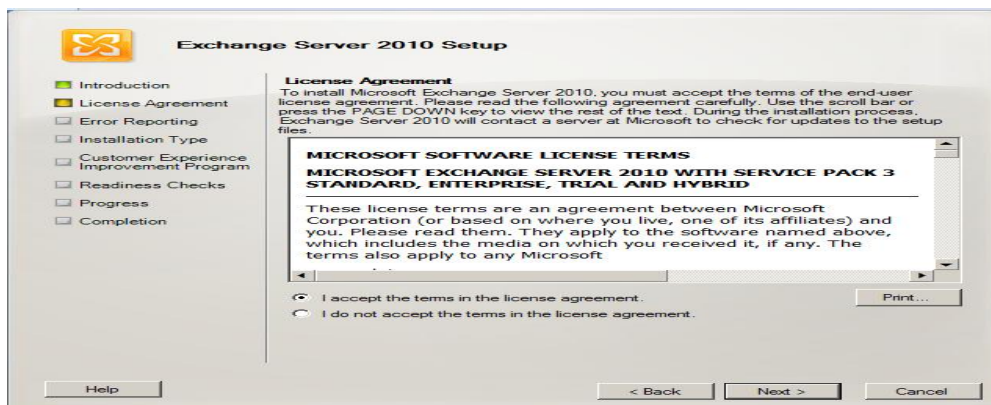 Exchange Server 2010 Setup
Introduction
License Agreement
Error Reporting
Installation Type
Customer Experience
Improvement Program
Readiness Checks
Progress
Completion
License Agreement
To install Microsoft Exchange Server 2010, you must accept the terms of the end-user
license agreement. Please read the following agreement carefully. Use the scroll bar or
press the PAGE DOWN key to view the rest of the text. During the installation process,
Exchange Server 2010 will contact a server at Microsoft to check for updates to the setup
files.
MICROSOFT SOFTWARE LICENSE TERMS
MICROSOFT EXCHANGE SERVER 2010 WITH SERVICE PACK 3
STANDARD, ENTERPRISE, TRIAL AND HYBRID
These license terms are an agreement between Microsoft
Corporation (or based on where you live, one of its affiliates) and
you. Please read them. They apply to the software named above,
which includes the media on which you received it, if any. The
terms also apply to any Microsoft
I accept the terms in the license agreement.
Print...
I do not accept the terms in the license agreement.
Help
< Back
Next >
Cancel